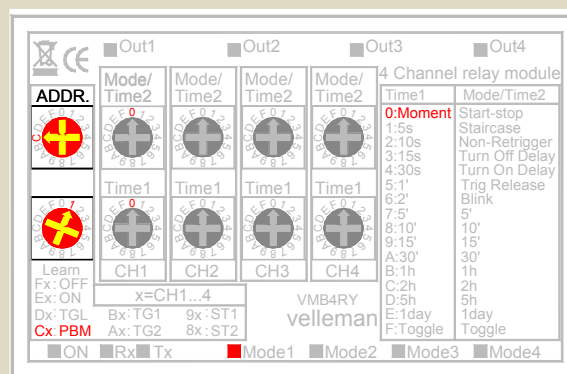 Out1 Out2 Out3 Out4
4 Channel relay module
ADDR.
Mode/ Time2
Mode/ Time2
Mode/ Time2
Mode/ Time2
Time1 Time1 Time1 Time1
CH1 CH2 CH3 CH4
Learn
Fx: OFF
Ex: ON
Dx: TGL
Cx: PBM
x=CH1...4
Bx: TG1 9x: ST1
Ax: TG2 8x: ST2
VMB4RY
velleman
Time1 Mode/Time2
0:Moment Start-stop
1:5s Staircase
2:10s Non-Retrigger
3:15s Turn Off Delay
4:30s Turn On Delay
5:1' Trig Release
6:2' Blink
7:5' 5'
8:10' 10'
9:15' 15'
A:30' 30'
B:1h 1h
C:2h 2h
D:5h 5h
E:1day 1day
F:Toggle Toggle
ON Rx Tx Mode1 Mode2 Mode3 Mode4